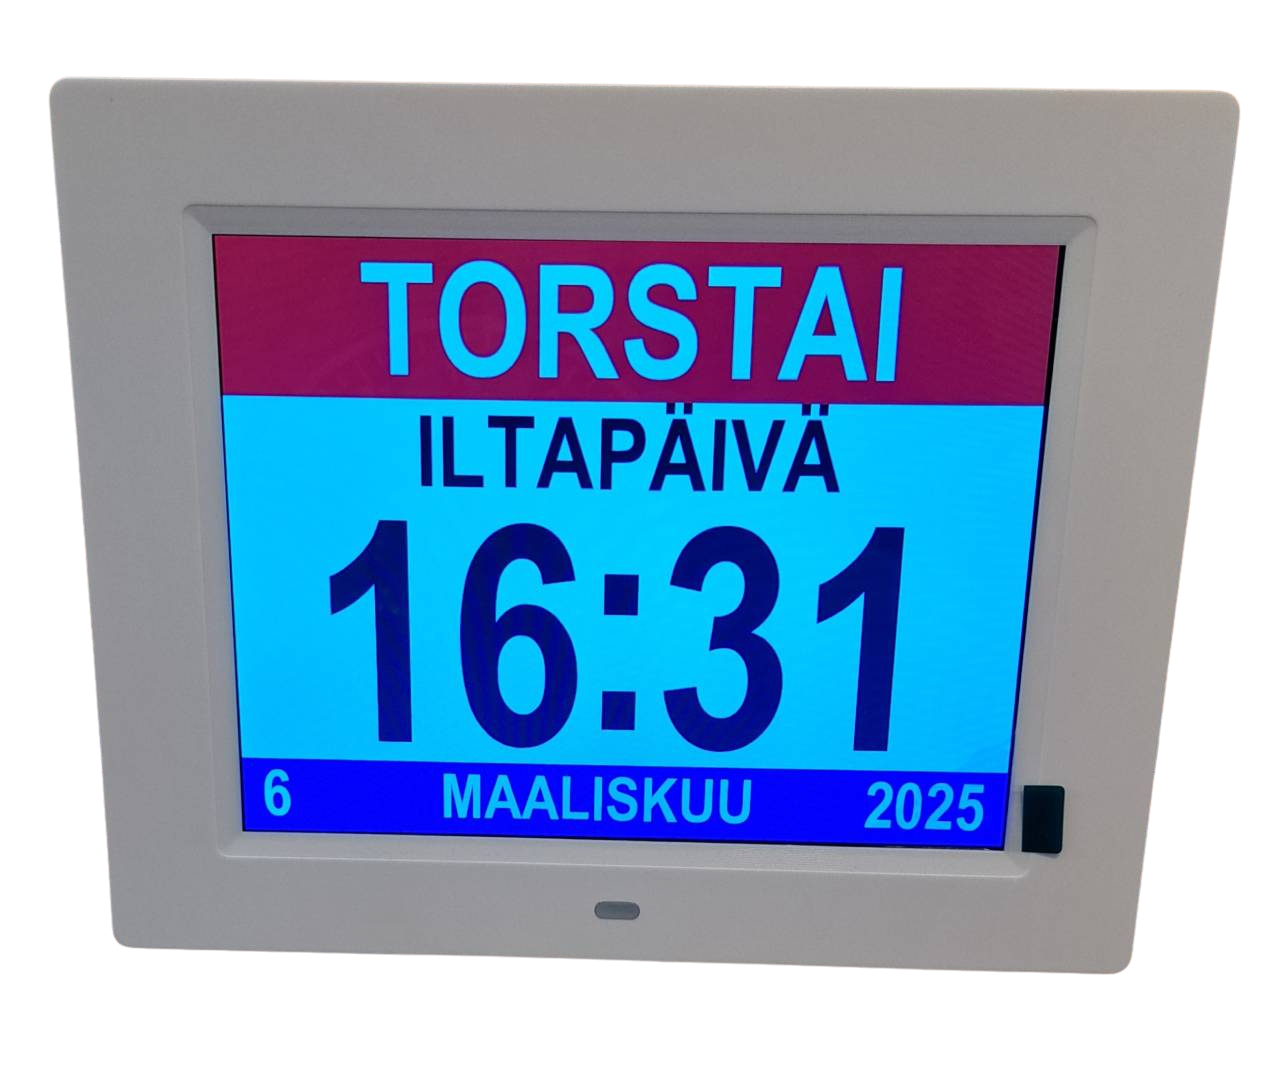 TORSTAI
ILTAPÄIVÄ
16:31
6 MAALISKUU 2025